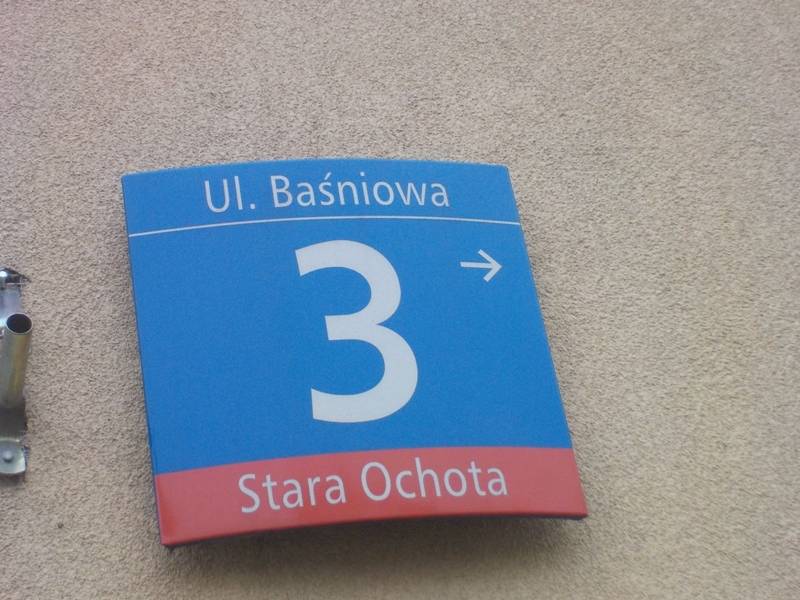 Ul. Baśniowa
3 →
Stara Ochota